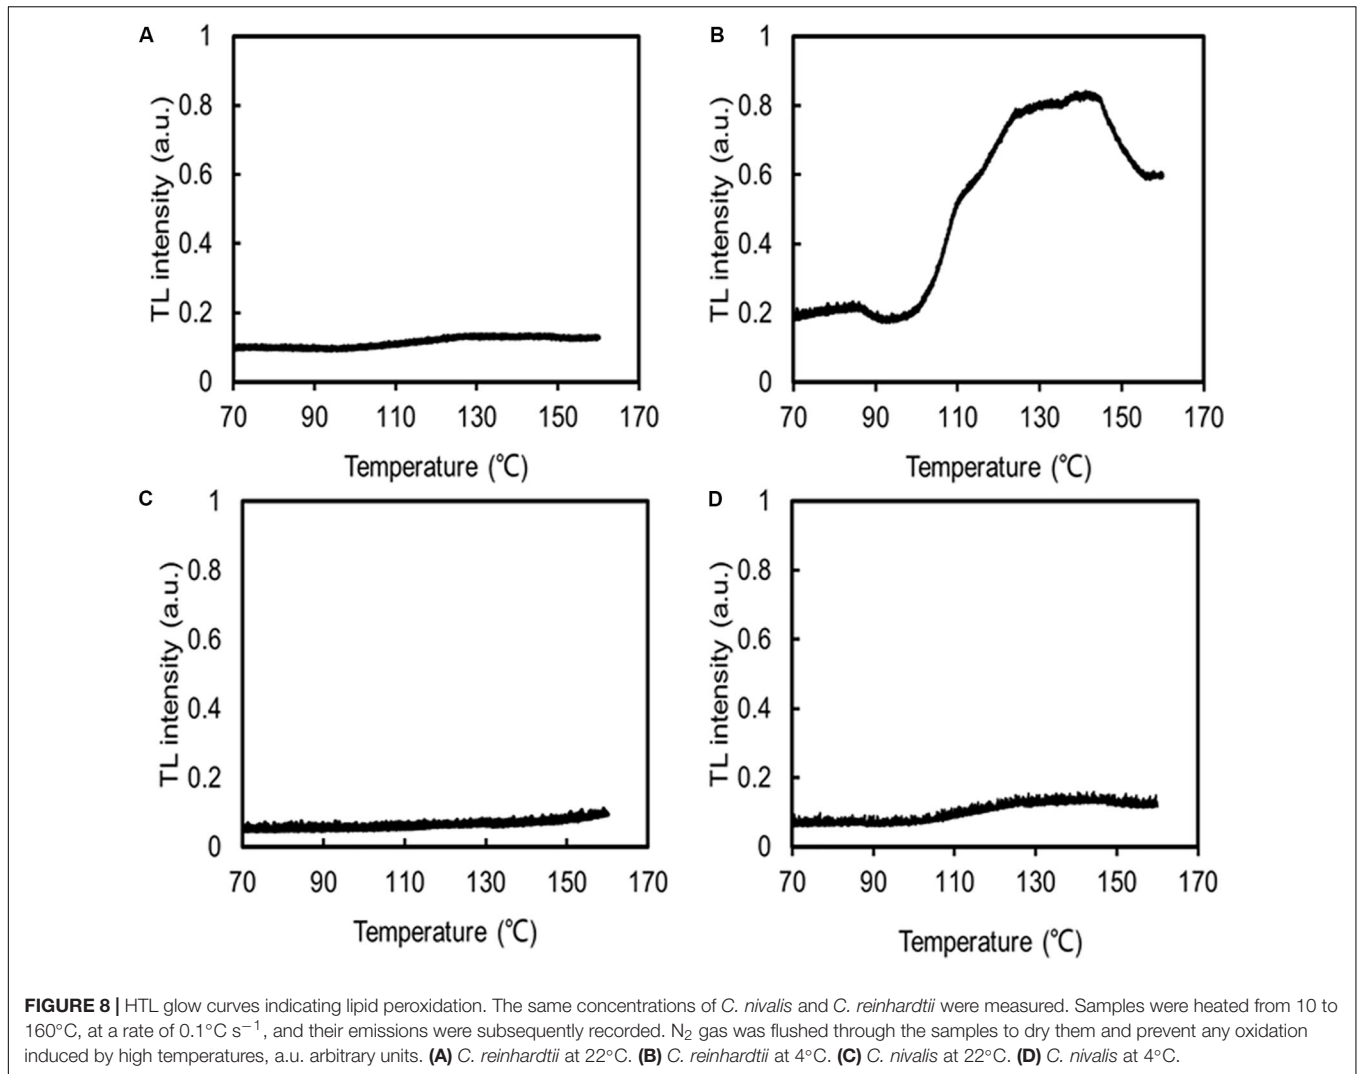 A
TL intensity (a.u.)
1
0.8
0.6
0.4
0.2
0
70 90 110 130 150 170
Temperature (°C)
B
TL intensity (a.u.)
1
0.8
0.6
0.4
0.2
0
70 90 110 130 150 170
Temperature (°C)
C
TL intensity (a.u.)
1
0.8
0.6
0.4
0.2
0
70 90 110 130 150 170
Temperature (°C)
D
TL intensity (a.u.)
1
0.8
0.6
0.4
0.2
0
70 90 110 130 150 170
Temperature (°C)
FIGURE 8 | HTL glow curves indicating lipid peroxidation. The same concentrations of C. nivalis and C. reinhardtii were measured. Samples were heated from 10 to
160°C, at a rate of 0.1°C s⁻¹, and their emissions were subsequently recorded. N₂ gas was flushed through the samples to dry them and prevent any oxidation
induced by high temperatures, a.u. arbitrary units. (A) C. reinhardtii at 22°C. (B) C. reinhardtii at 4°C. (C) C. nivalis at 22°C. (D) C. nivalis at 4°C.